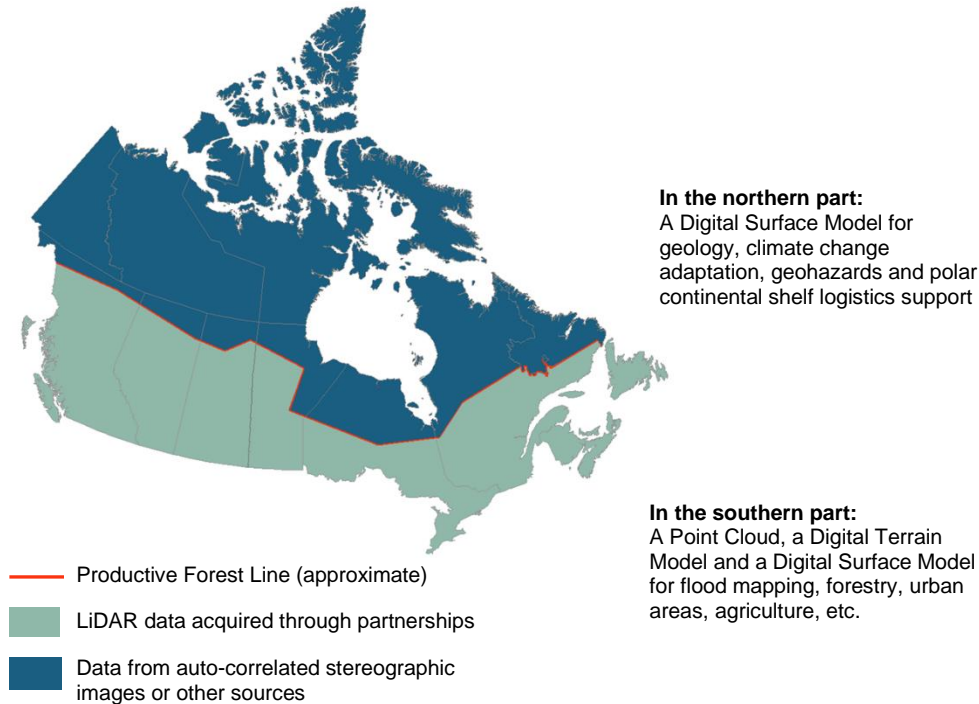 In the northern part:
A Digital Surface Model for
geology, climate change
adaptation, geohazards and polar
continental shelf logistics support
In the southern part:
A Point Cloud, a Digital Terrain
Model and a Digital Surface Model
for flood mapping, forestry, urban
areas, agriculture, etc.
Productive Forest Line (approximate)
LiDAR data acquired through partnerships
Data from auto-correlated stereographic
images or other sources